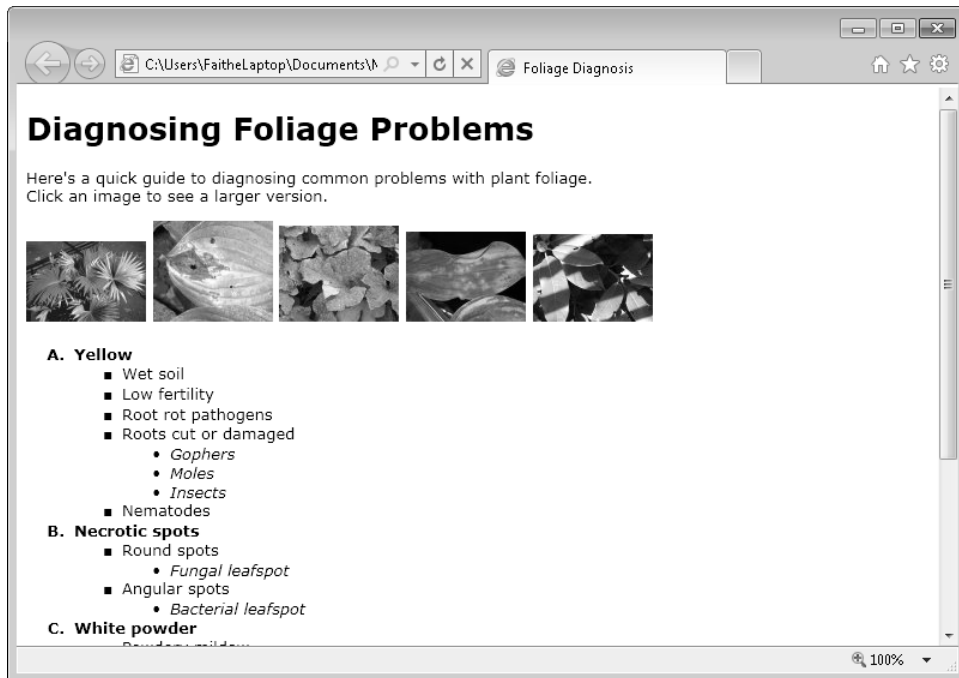 C:\Users\FaitheLaptop\Documents\N
Foliage Diagnosis
Diagnosing Foliage Problems
Here's a quick guide to diagnosing common problems with plant foliage.
Click an image to see a larger version.
A. Yellow
Wet soil
Low fertility
Root rot pathogens
Roots cut or damaged
Gophers
Moles
Insects
Nematodes
B. Necrotic spots
Round spots
Fungal leafspot
Angular spots
Bacterial leafspot
C. White powder
Powdery mildew
100%